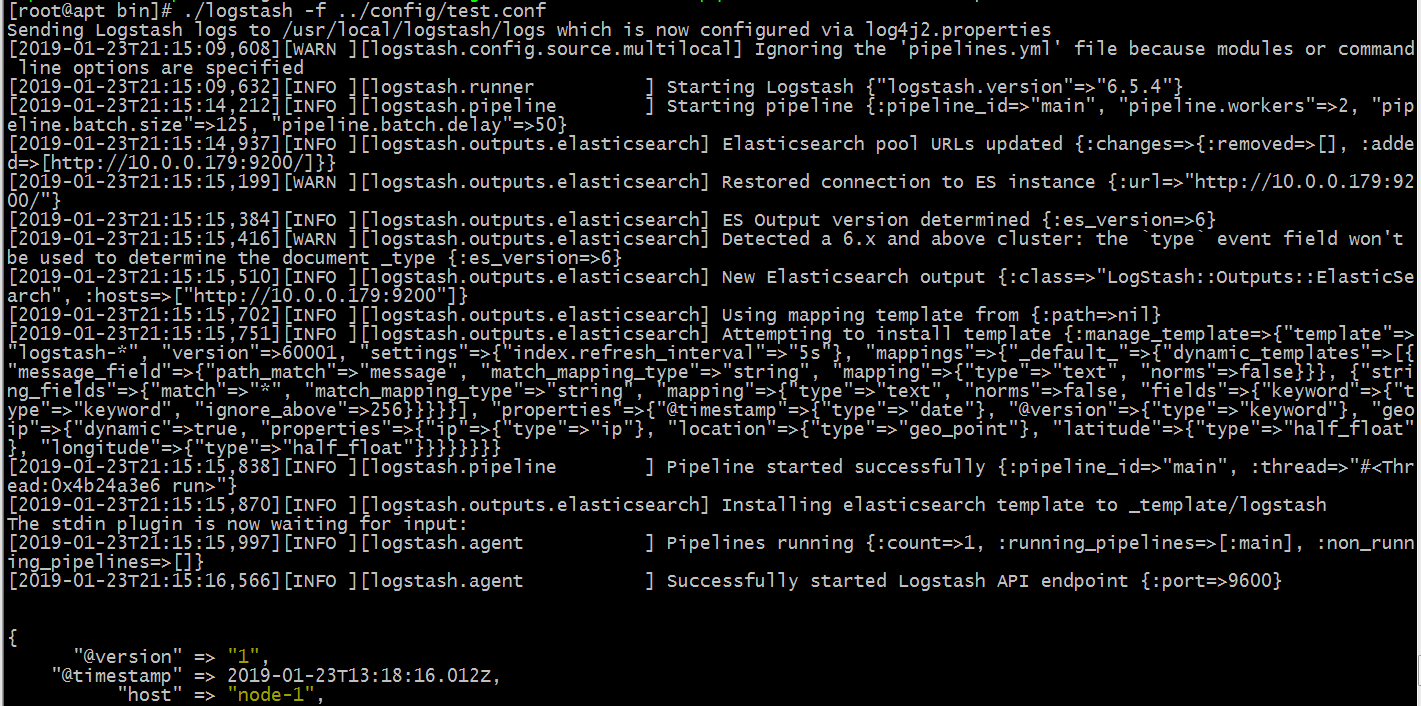 [root@apt bin]# ./logstash -f ../config/test.conf
Sending Logstash logs to /usr/local/logstash/logs which is now configured via log4j2.properties
[2019-01-23T21:15:09,608][WARN ][logstash.config.source.multilocal] Ignoring the 'pipelines.yml' file because modules or command
 line options are specified
[2019-01-23T21:15:09,632][INFO ][logstash.runner          ] Starting Logstash {"logstash.version"=>"6.5.4"}
[2019-01-23T21:15:14,212][INFO ][logstash.pipeline        ] Starting pipeline {:pipeline_id=>"main", "pipeline.workers"=>2, "pip
eline.batch.size"=>125, "pipeline.batch.delay"=>50}
[2019-01-23T21:15:14,937][INFO ][logstash.outputs.elasticsearch] Elasticsearch pool URLs updated {:changes=>{:removed=>[], :adde
d=>[http://10.0.0.179:9200/]}}
[2019-01-23T21:15:15,199][WARN ][logstash.outputs.elasticsearch] Restored connection to ES instance {:url=>"http://10.0.0.179:92
00/"}
[2019-01-23T21:15:15,384][INFO ][logstash.outputs.elasticsearch] ES Output version determined {:es_version=>6}
[2019-01-23T21:15:15,416][WARN ][logstash.outputs.elasticsearch] Detected a 6.x and above cluster: the `type` event field won't
be used to determine the document _type {:es_version=>6}
[2019-01-23T21:15:15,510][INFO ][logstash.outputs.elasticsearch] New Elasticsearch output {:class=>"LogStash::Outputs::ElasticSe
arch", :hosts=>["http://10.0.0.179:9200"]}
[2019-01-23T21:15:15,702][INFO ][logstash.outputs.elasticsearch] Using mapping template from {:path=>nil}
[2019-01-23T21:15:15,751][INFO ][logstash.outputs.elasticsearch] Attempting to install template {:manage_template=>{"template"=>
"logstash-*", "version"=>60001, "settings"=>{"index.refresh_interval"=>"5s"}, "mappings"=>{"_default_"=>{"dynamic_templates"=>[{
"message_field"=>{"path_match"=>"message", "match_mapping_type"=>"string", "mapping"=>{"type"=>"text", "norms"=>false}}}, {"stri
ng_fields"=>{"match"=>"*", "match_mapping_type"=>"string", "mapping"=>{"type"=>"text", "norms"=>false, "fields"=>{"keyword"=>{"t
ype"=>"keyword", "ignore_above"=>256}}}}}], "properties"=>{"@timestamp"=>{"type"=>"date"}, "@version"=>{"type"=>"keyword"}, "geo
ip"=>{"dynamic"=>true, "properties"=>{"ip"=>{"type"=>"ip"}, "location"=>{"type"=>"geo_point"}, "latitude"=>{"type"=>"half_float"
}, "longitude"=>{"type"=>"half_float"}}}}}}}}
[2019-01-23T21:15:15,838][INFO ][logstash.pipeline        ] Pipeline started successfully {:pipeline_id=>"main", :thread=>"#<Thr
ead:0x4b24a3e6 run>"}
[2019-01-23T21:15:15,870][INFO ][logstash.outputs.elasticsearch] Installing elasticsearch template to _template/logstash
The stdin plugin is now waiting for input:
[2019-01-23T21:15:15,997][INFO ][logstash.agent           ] Pipelines running {:count=>1, :running_pipelines=>[:main], :non_runn
ing_pipelines=>[]}
[2019-01-23T21:15:16,566][INFO ][logstash.agent           ] Successfully started Logstash API endpoint {:port=>9600}
{
      "@version" => "1",
    "@timestamp" => 2019-01-23T13:18:16.012Z,
          "host" => "node-1",